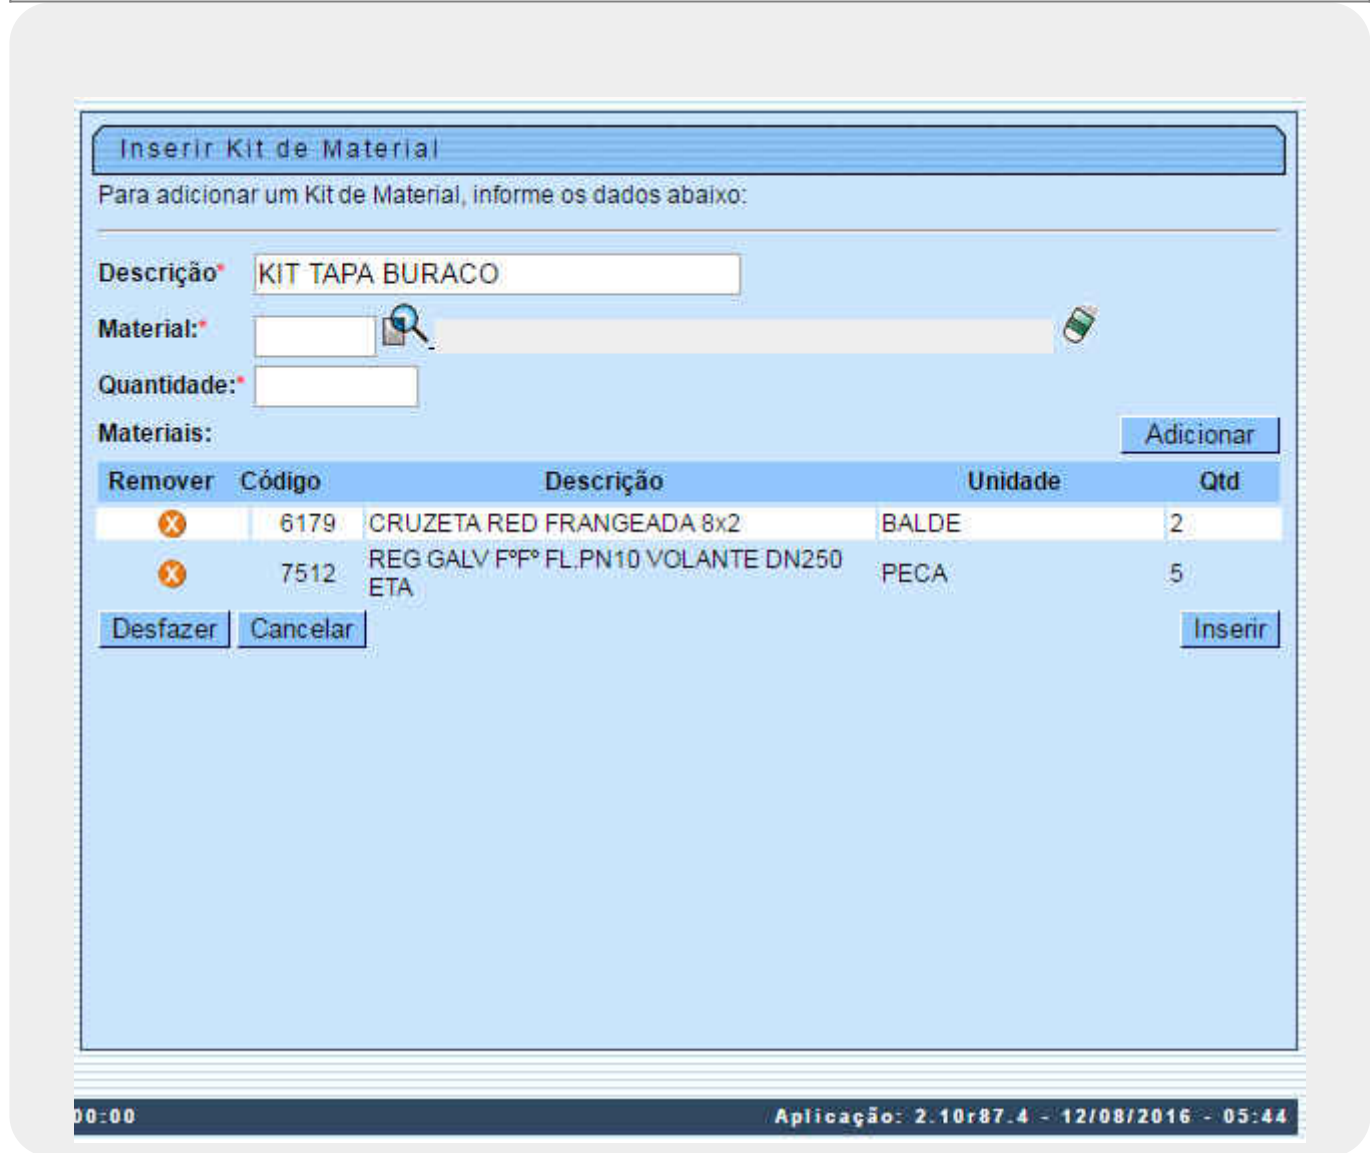 Inserir Kit de Material
Para adicionar um Kit de Material, informe os dados abaixo:
Descrição* KIT TAPA BURACO
Material:*
Quantidade:*
Materiais: Adicionar
Remover Código Descrição Unidade Qtd
6179 CRUZETA RED FRANGEADA 8x2 BALDE 2
7512 REG GALV FºFº FL.PN10 VOLANTE DN250 ETA PECA 5
Desfazer Cancelar Inserir
00:00 Aplicação: 2.10r87.4 - 12/08/2016 - 05:44